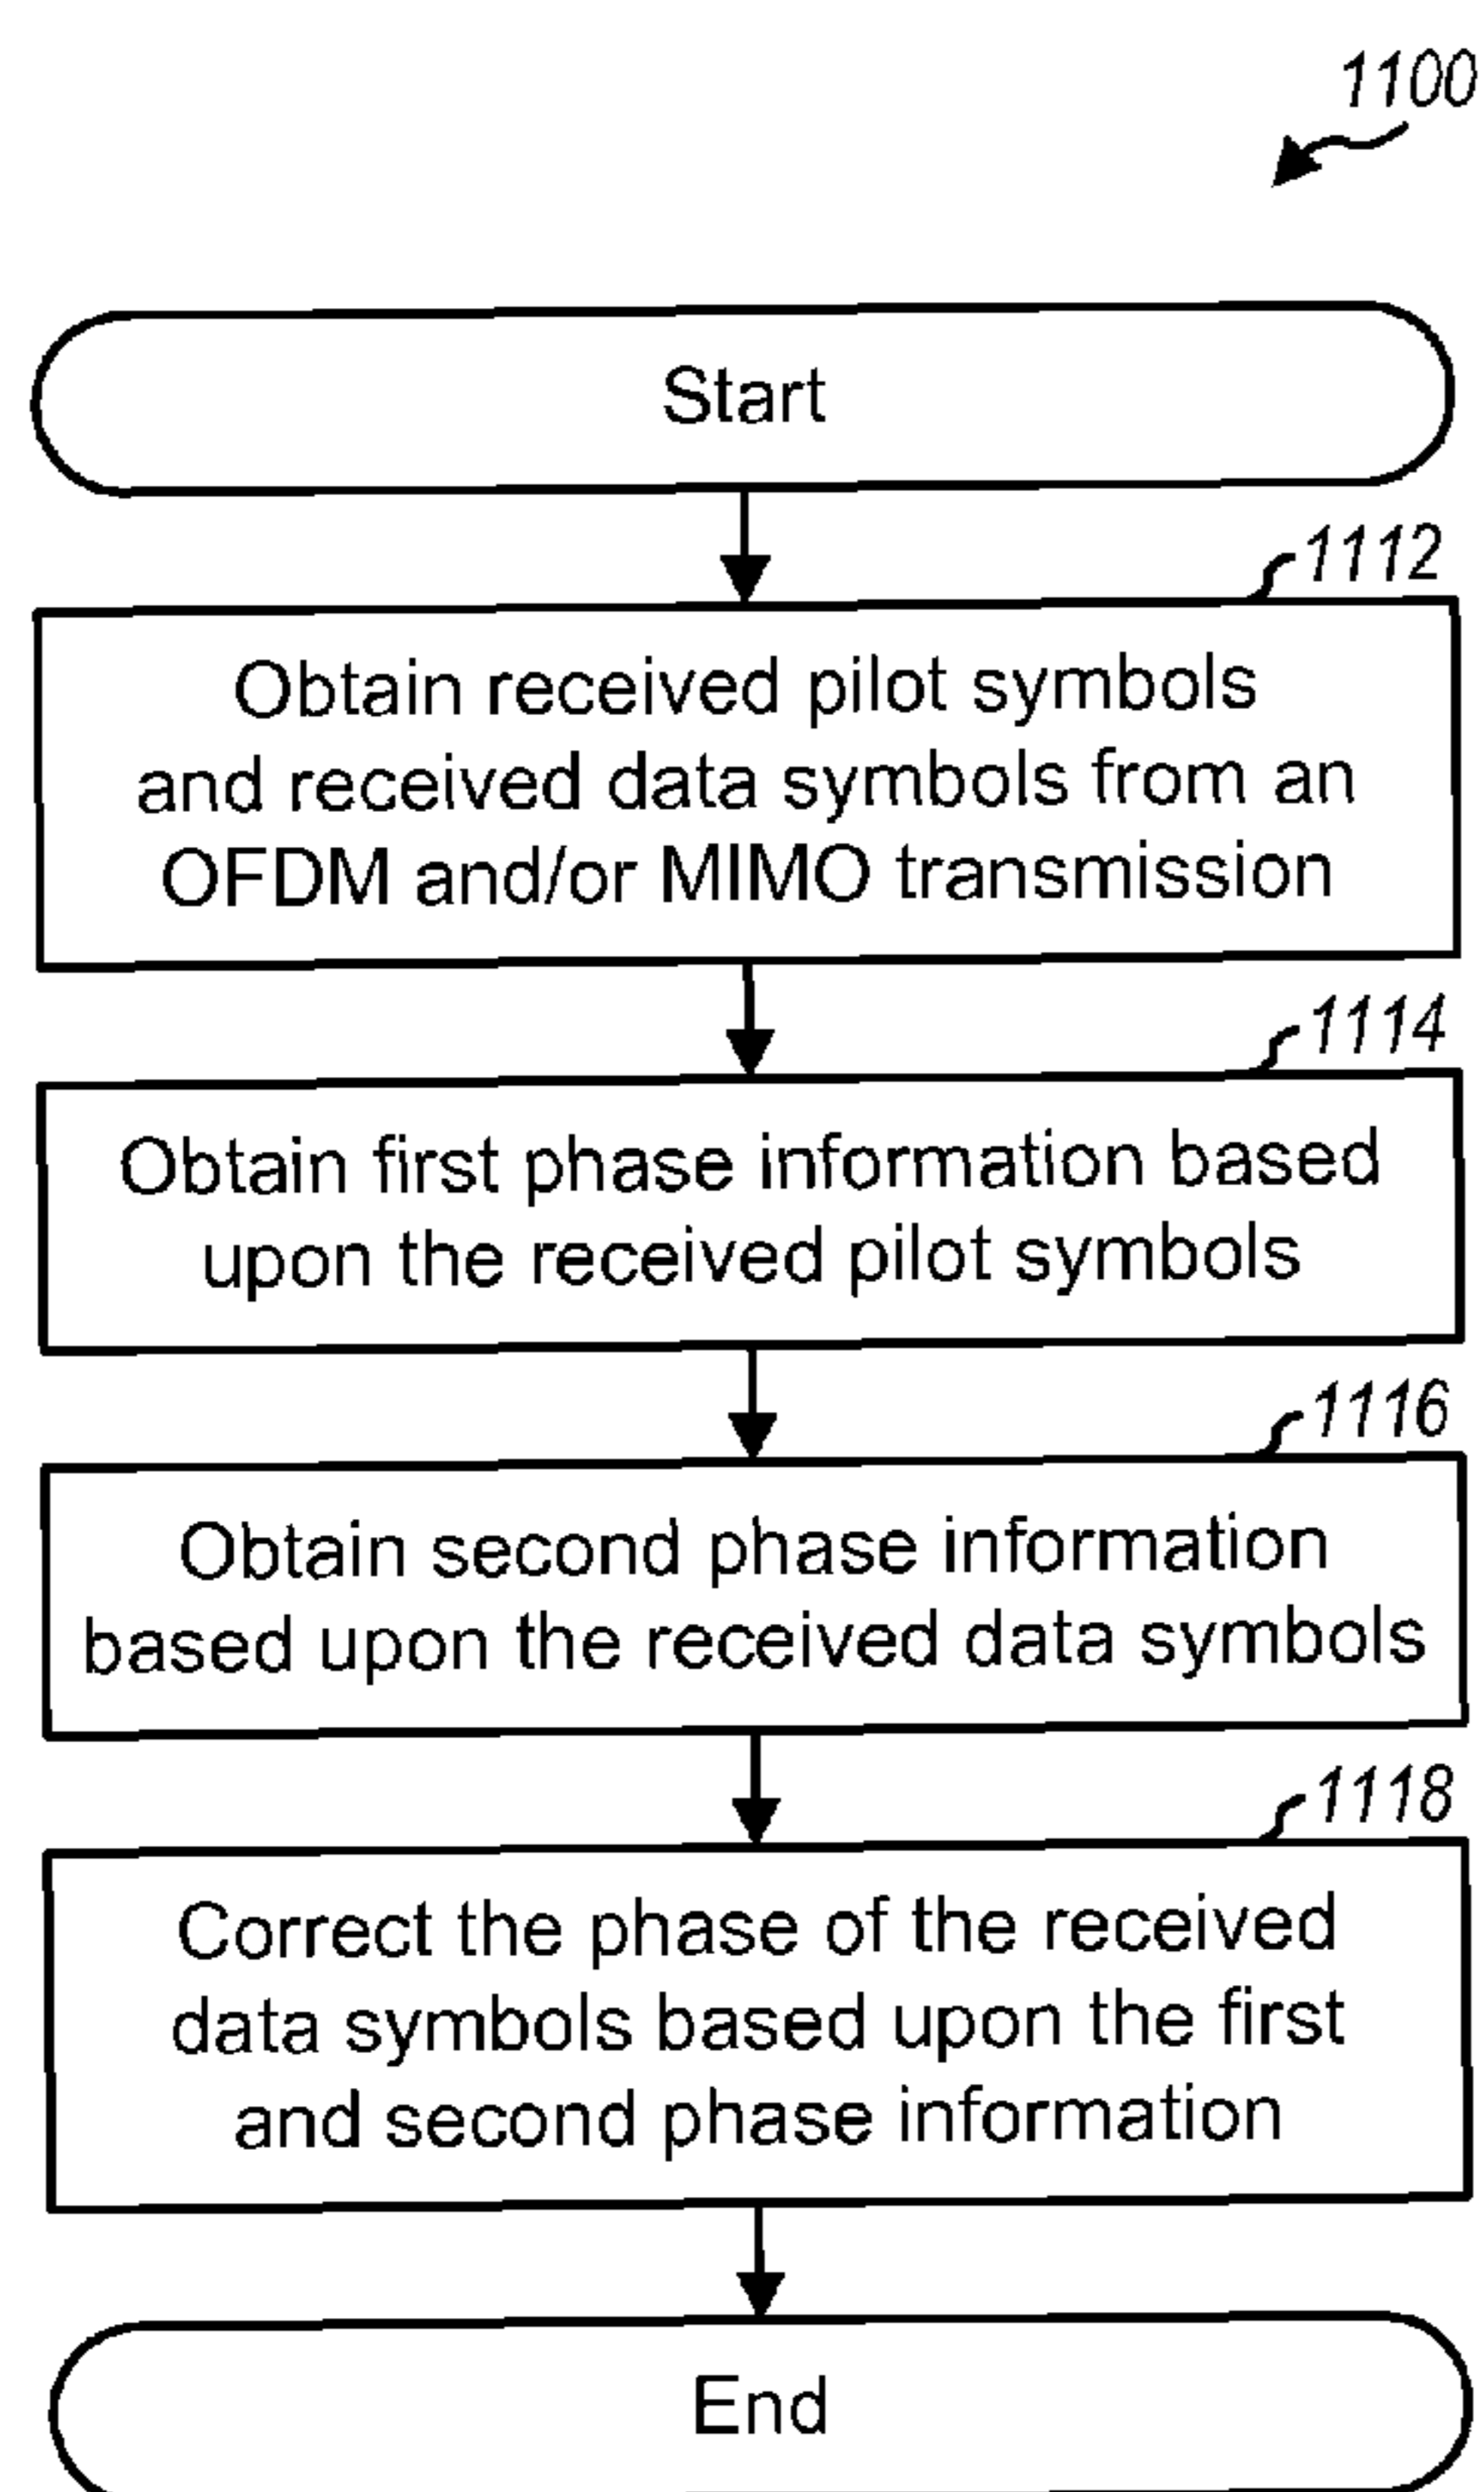 1100
Start
1112
Obtain received pilot symbols
and received data symbols from an
OFDM and/or MIMO transmission
1114
Obtain first phase information based
upon the received pilot symbols
1116
Obtain second phase information
based upon the received data symbols
1118
Correct the phase of the received
data symbols based upon the first
and second phase information
End